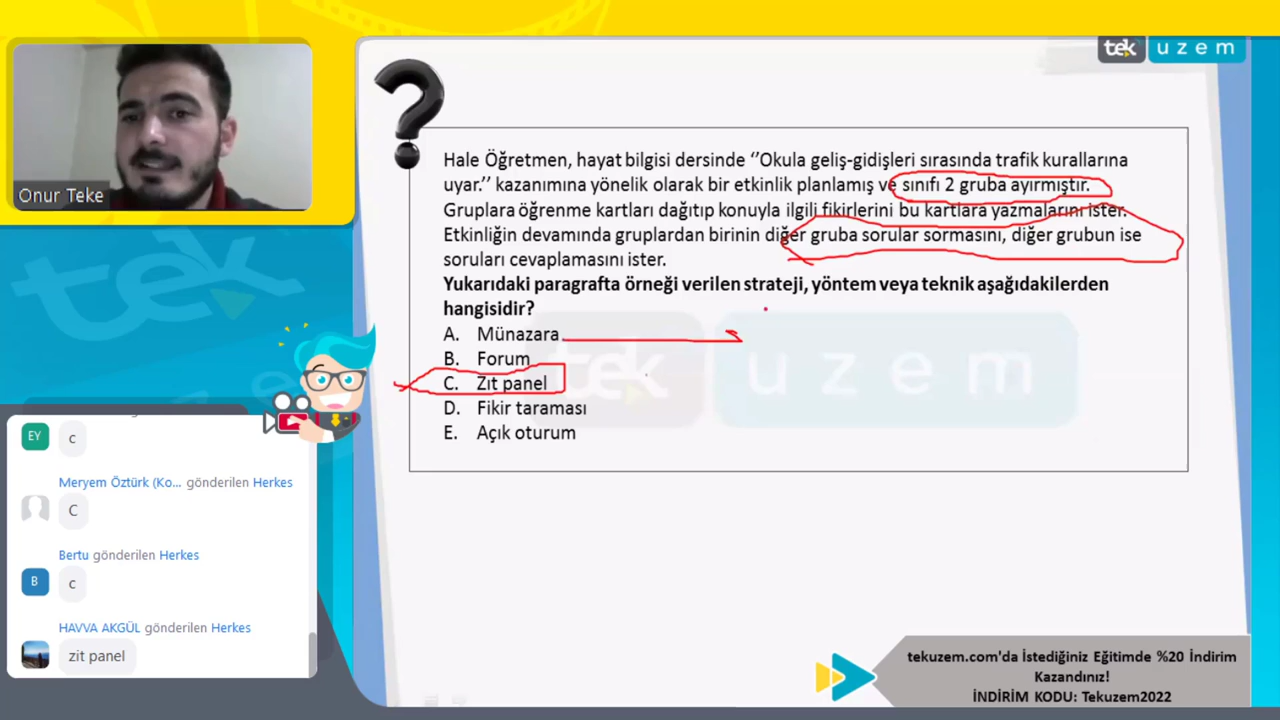 tek uzem
Onur Teke
Hale Öğretmen, hayat bilgisi dersinde ‘’Okula geliş-gidişleri sırasında trafik kurallarına
uyar.’’ kazanımına yönelik olarak bir etkinlik planlamış ve sınıfı 2 gruba ayırmıştır.
Gruplara öğrenme kartları dağıtıp konuyla ilgili fikirlerini bu kartlara yazmalarını ister.
Etkinliğin devamında gruplardan birinin diğer gruba sorular sormasını, diğer grubun ise
soruları cevaplamasını ister.
Yukarıdaki paragrafta örneği verilen strateji, yöntem veya teknik aşağıdakilerden
hangisidir?
A. Münazara
B. Forum
C. Zıt panel
D. Fikir taraması
E. Açık oturum
tek uzem
tek
EY
c
Meryem Öztürk (Ko... gönderilen Herkes
C
Bertu gönderilen Herkes
B
c
HAVVA AKGÜL gönderilen Herkes
zit panel
tekuzem.com'da İstediğiniz Eğitimde %20 İndirim
Kazandınız!
İNDİRİM KODU: Tekuzem2022